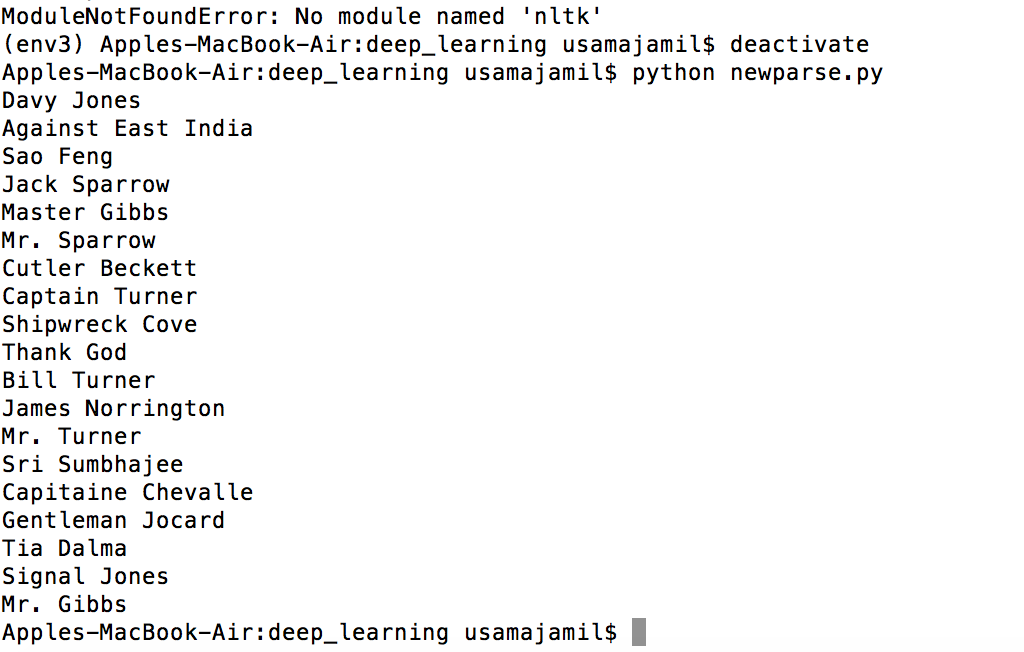 ModuleNotFoundError: No module named 'nltk'
(env3) Apples-MacBook-Air:deep_learning usamajamil$ deactivate
Apples-MacBook-Air:deep_learning usamajamil$ python newparse.py
Davy Jones
Against East India
Sao Feng
Jack Sparrow
Master Gibbs
Mr. Sparrow
Cutler Beckett
Captain Turner
Shipwreck Cove
Thank God
Bill Turner
James Norrington
Mr. Turner
Sri Sumbhajee
Capitaine Chevalle
Gentleman Jocard
Tia Dalma
Signal Jones
Mr. Gibbs
Apples-MacBook-Air:deep_learning usamajamil$